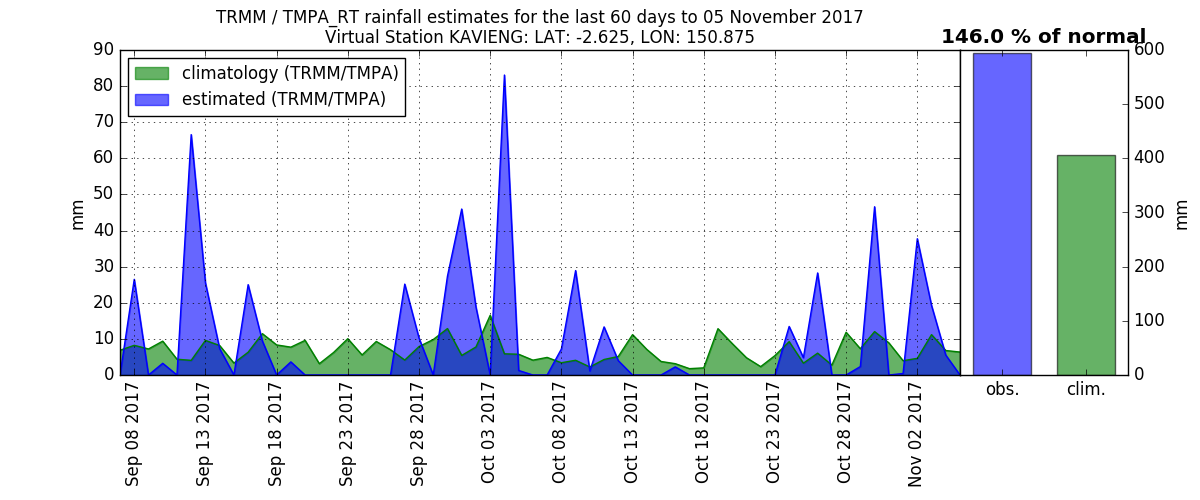 TRMM / TMPA_RT rainfall estimates for the last 60 days to 05 November 2017
Virtual Station KAVIENG: LAT: -2.625, LON: 150.875
146.0 % of normal
climatology (TRMM/TMPA)
estimated (TRMM/TMPA)
mm
90
80
70
60
50
40
30
20
10
0
Sep 08 2017
Sep 13 2017
Sep 18 2017
Sep 23 2017
Sep 28 2017
Oct 03 2017
Oct 08 2017
Oct 13 2017
Oct 18 2017
Oct 23 2017
Oct 28 2017
Nov 02 2017
600
500
400
300
200
100
0
mm
obs.
clim.